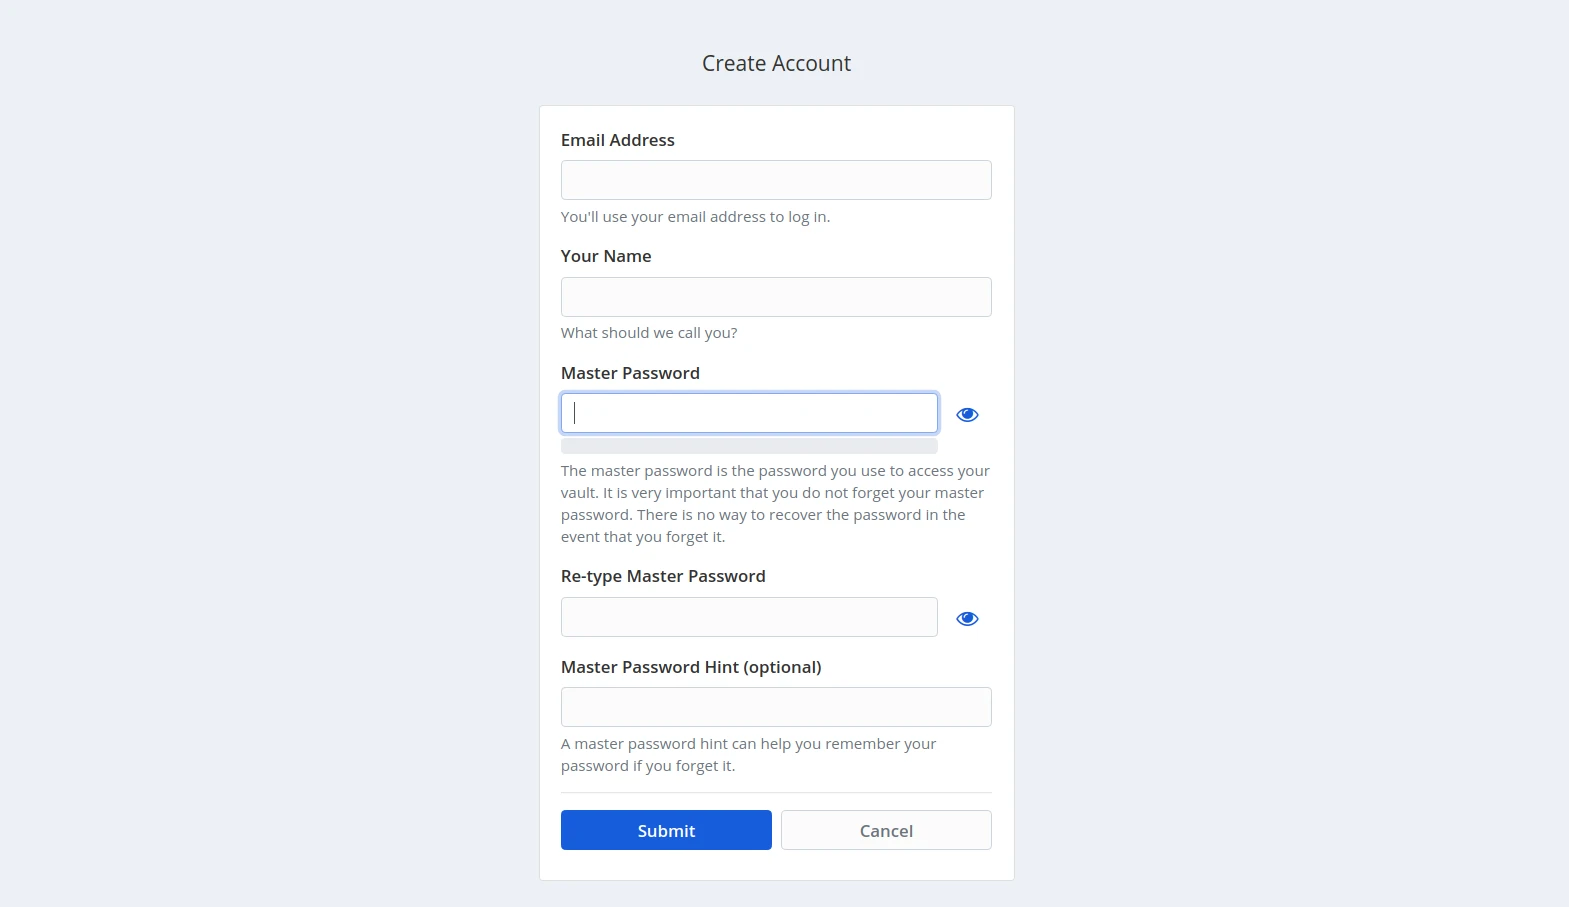 Create Account
Email Address
You'll use your email address to log in.
Your Name
What should we call you?
Master Password
The master password is the password you use to access your
vault. It is very important that you do not forget your master
password. There is no way to recover the password in the
event that you forget it.
Re-type Master Password
Master Password Hint (optional)
A master password hint can help you remember your
password if you forget it.
Submit
Cancel